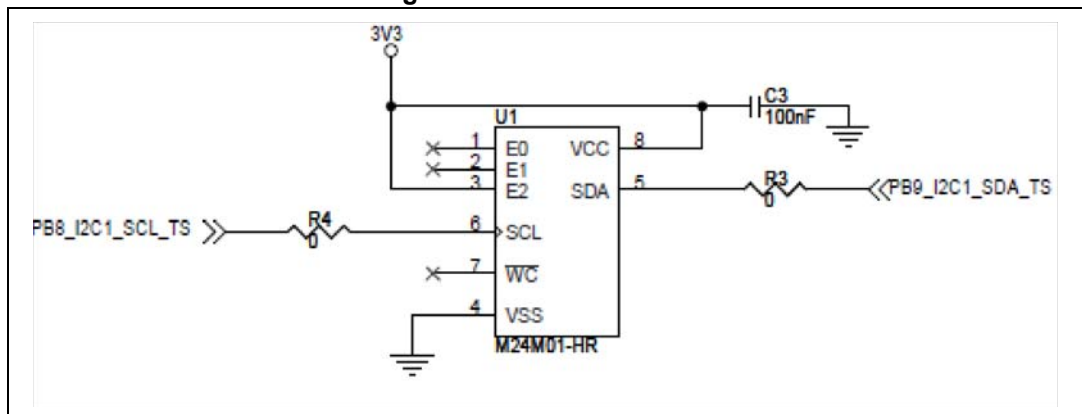 3V3
C3
100nF
U1
1 E0 VCC 8
2 E1
3 E2 SDA 5 R3 0 PB9_I2C1_SDA_TS
PB8_I2C1_SCL_TS R4 0 6 SCL
7 WC
4 VSS
M24M01-HR